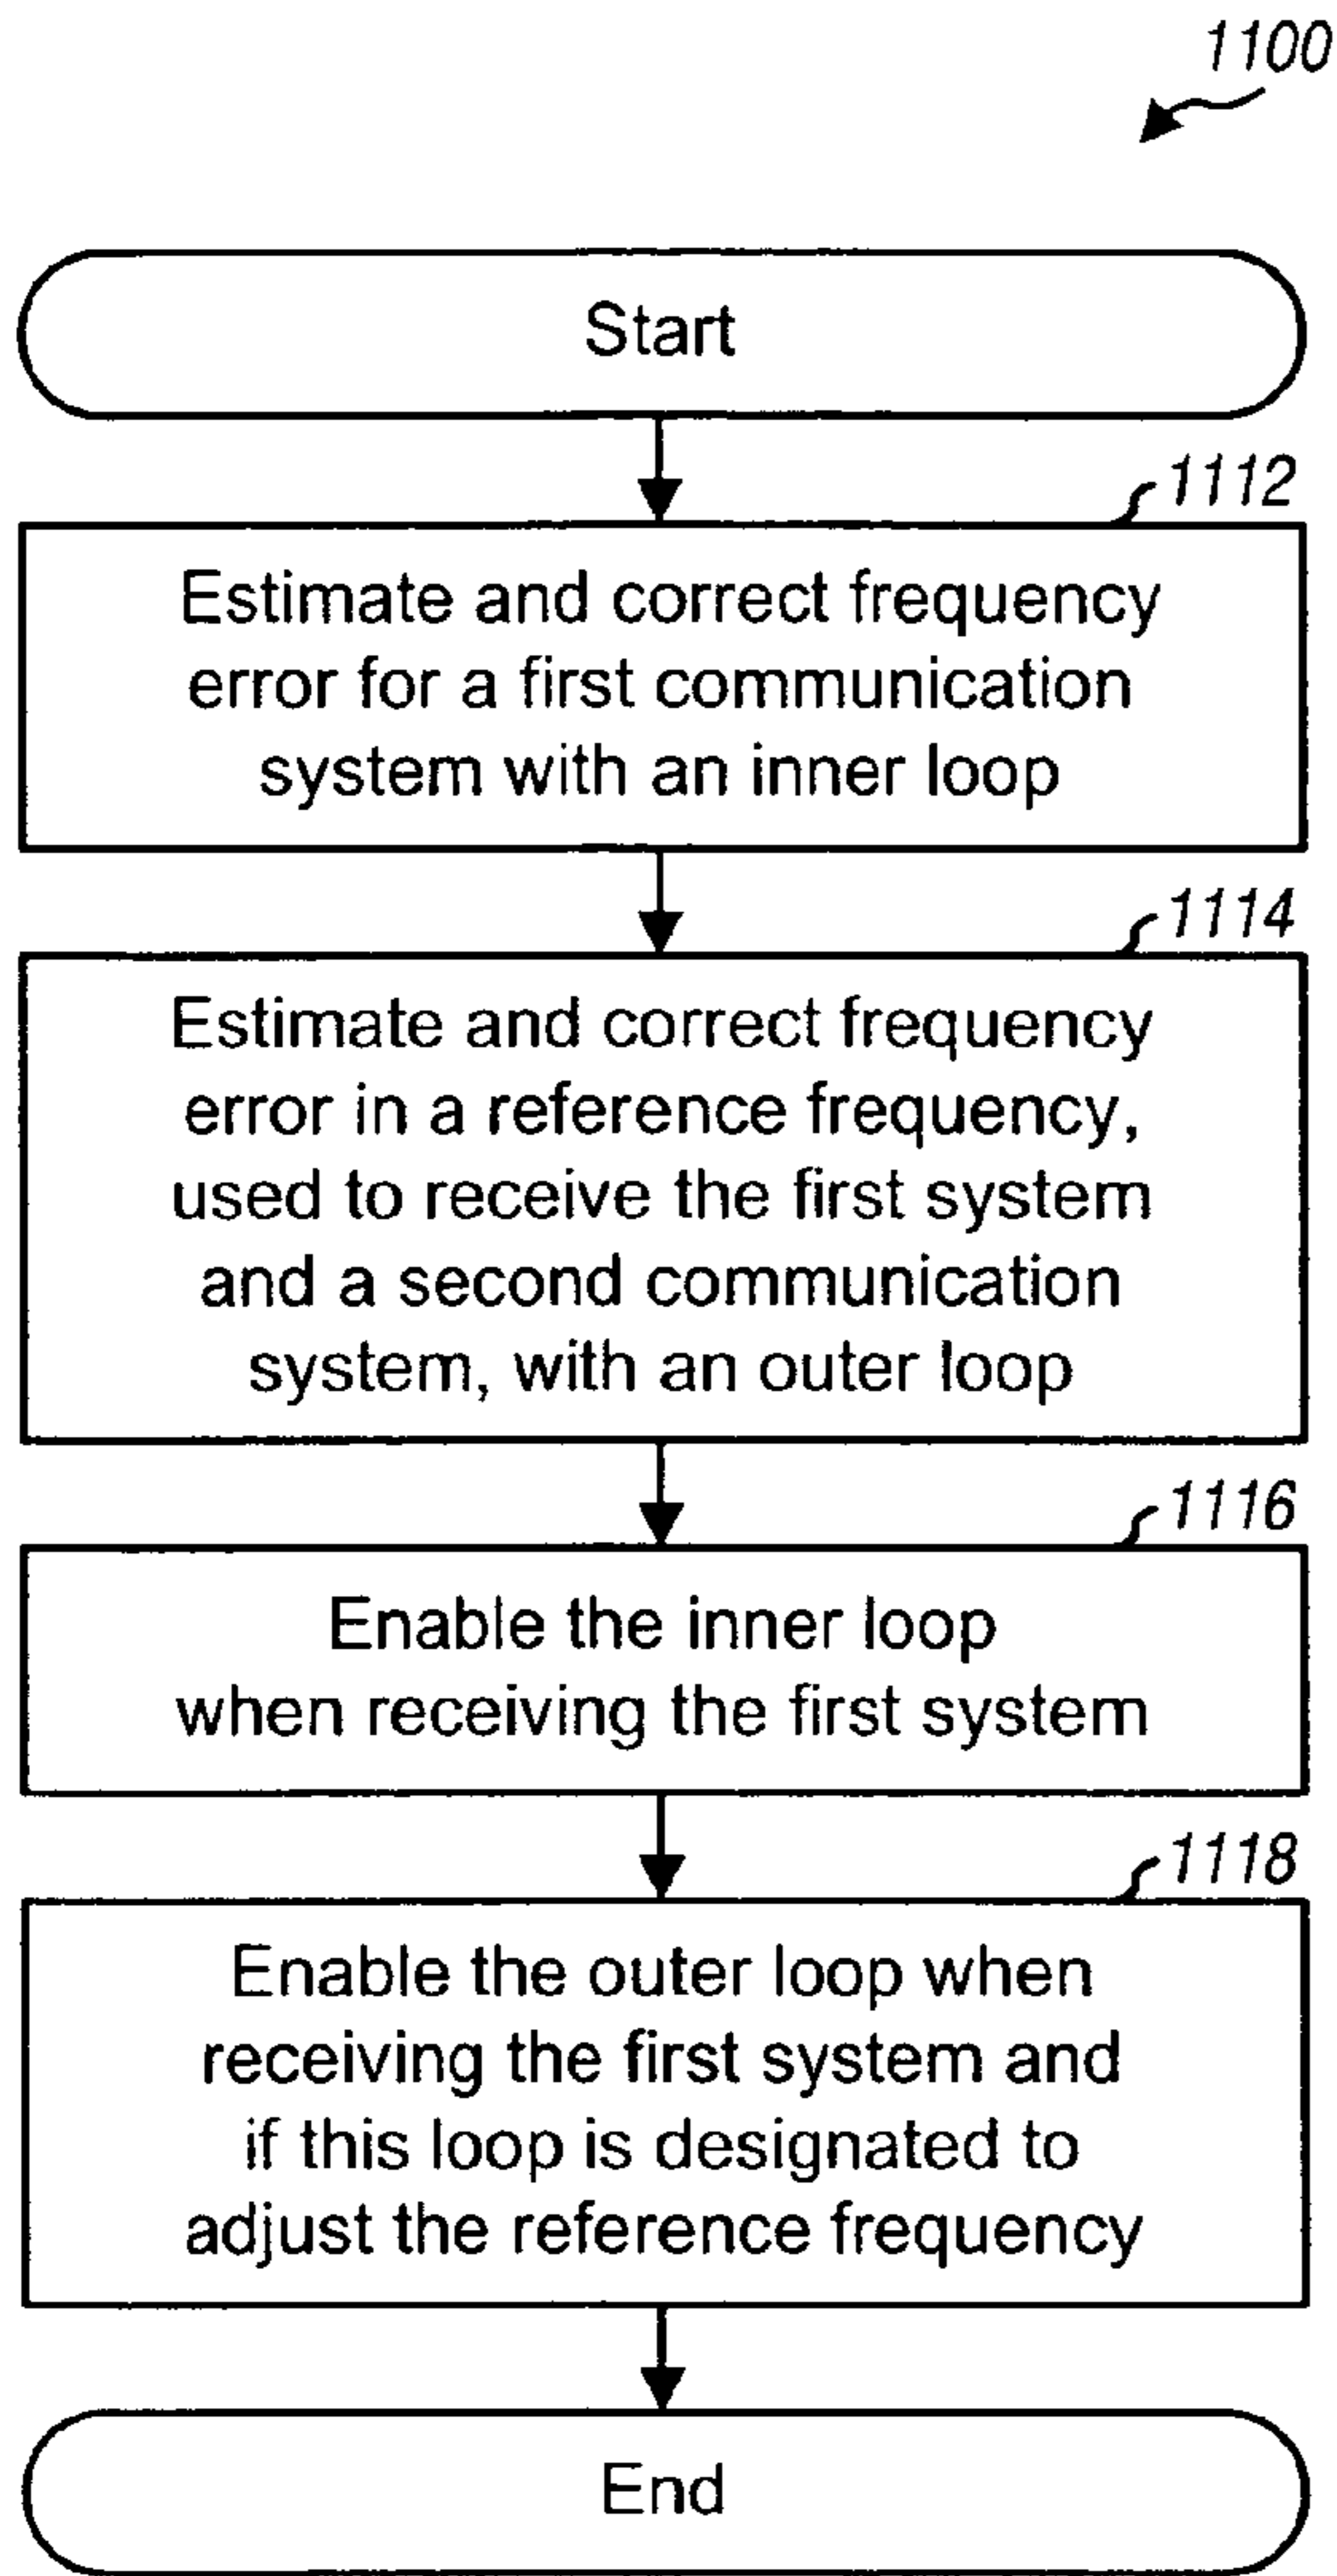 1100
Start
1112
Estimate and correct frequency
error for a first communication
system with an inner loop
1114
Estimate and correct frequency
error in a reference frequency,
used to receive the first system
and a second communication
system, with an outer loop
1116
Enable the inner loop
when receiving the first system
1118
Enable the outer loop when
receiving the first system and
if this loop is designated to
adjust the reference frequency
End